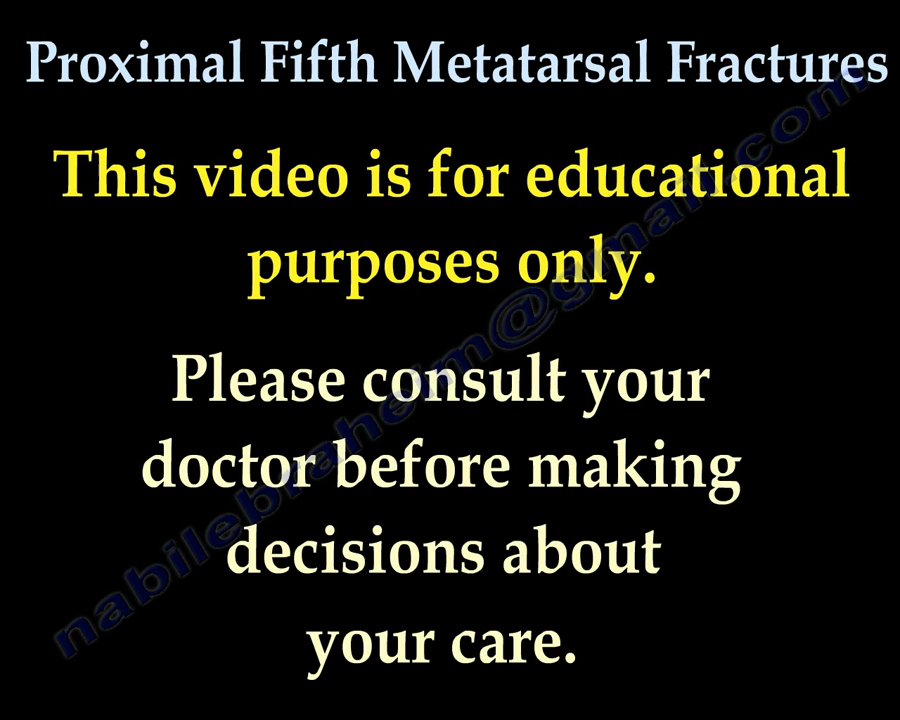 Proximal Fifth Metatarsal Fractures
This video is for educational
purposes only.
Please consult your
doctor before making
decisions about
your care.
nabilebraheim@gmail.com